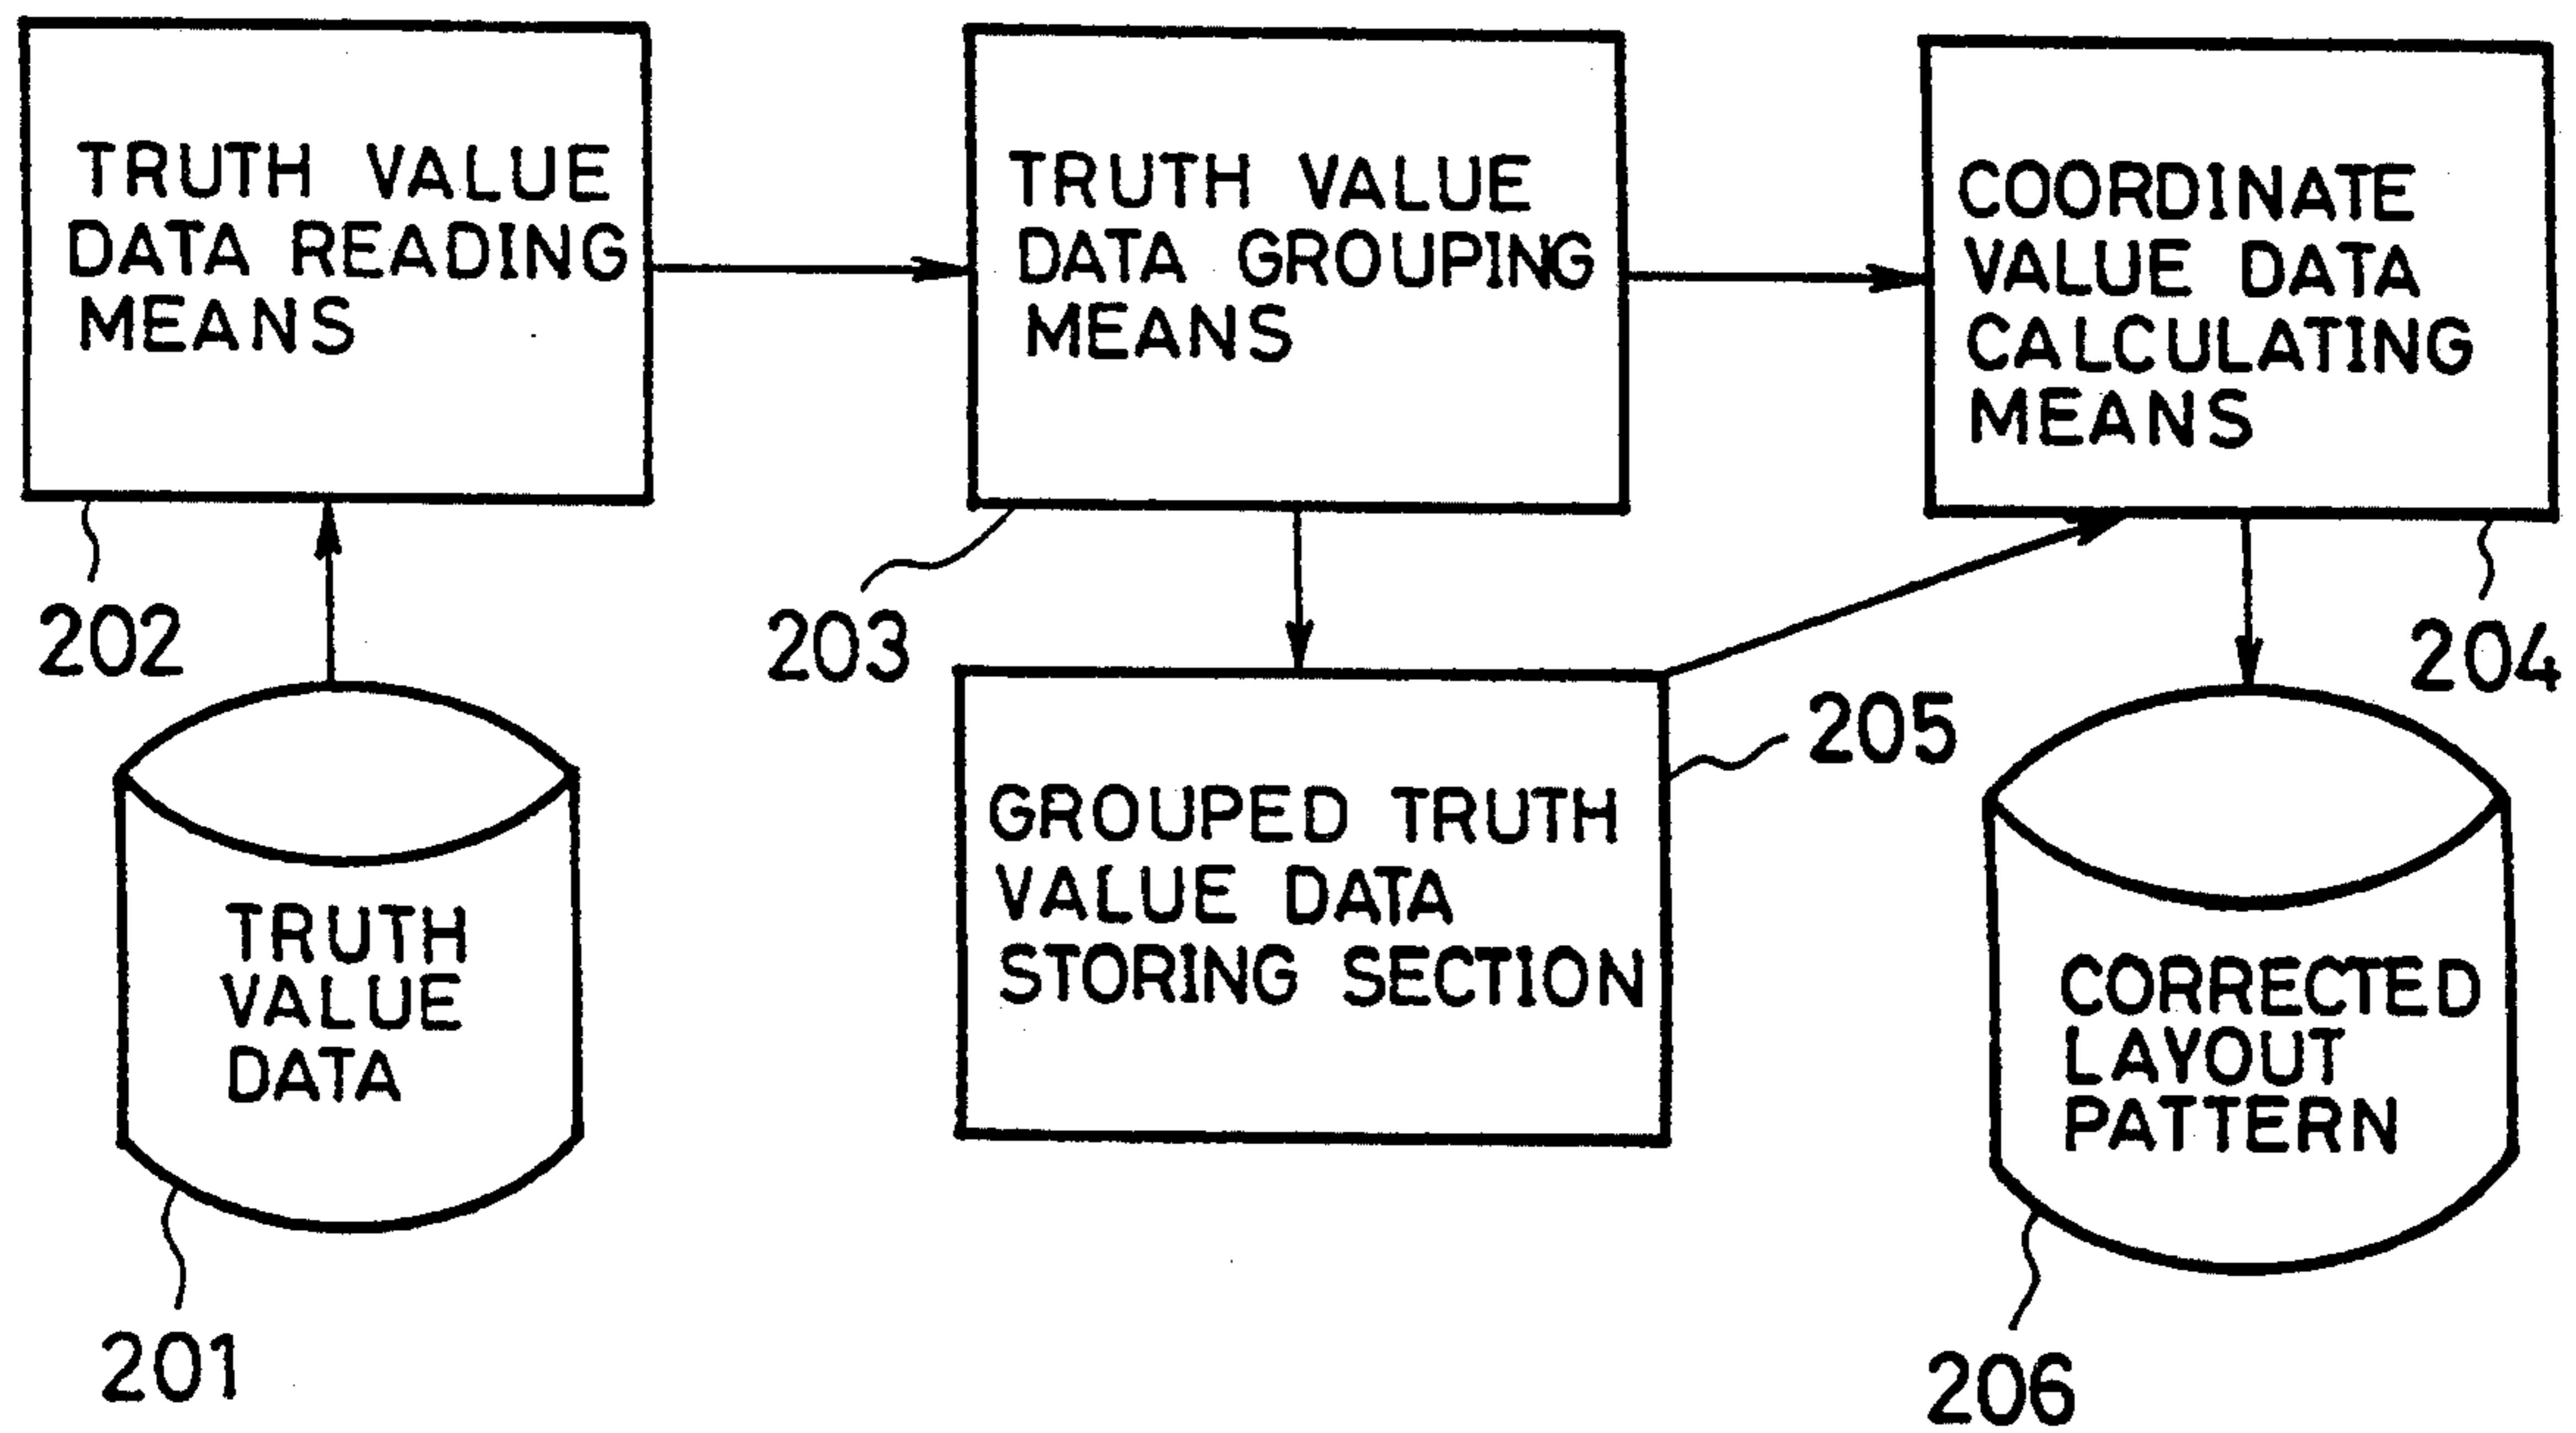 TRUTH VALUE
DATA READING
MEANS
202
TRUTH VALUE
DATA GROUPING
MEANS
203
COORDINATE
VALUE DATA
CALCULATING
MEANS
204
TRUTH
VALUE
DATA
201
GROUPED TRUTH
VALUE DATA
STORING SECTION
205
CORRECTED
LAYOUT
PATTERN
206